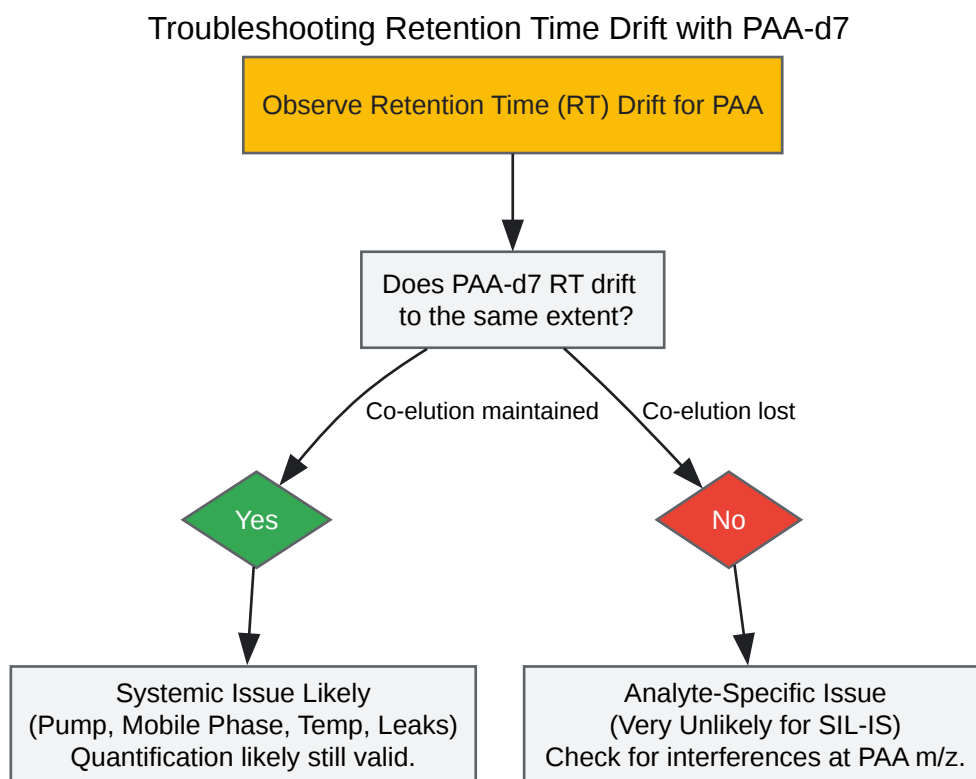 Troubleshooting Retention Time Drift with PAA-d7
Observe Retention Time (RT) Drift for PAA
Does PAA-d7 RT drift
to the same extent?
Co-elution maintained
Co-elution lost
Yes
No
Systemic Issue Likely
(Pump, Mobile Phase, Temp, Leaks)
Quantification likely still valid.
Analyte-Specific Issue
(Very Unlikely for SIL-IS)
Check for interferences at PAA m/z.